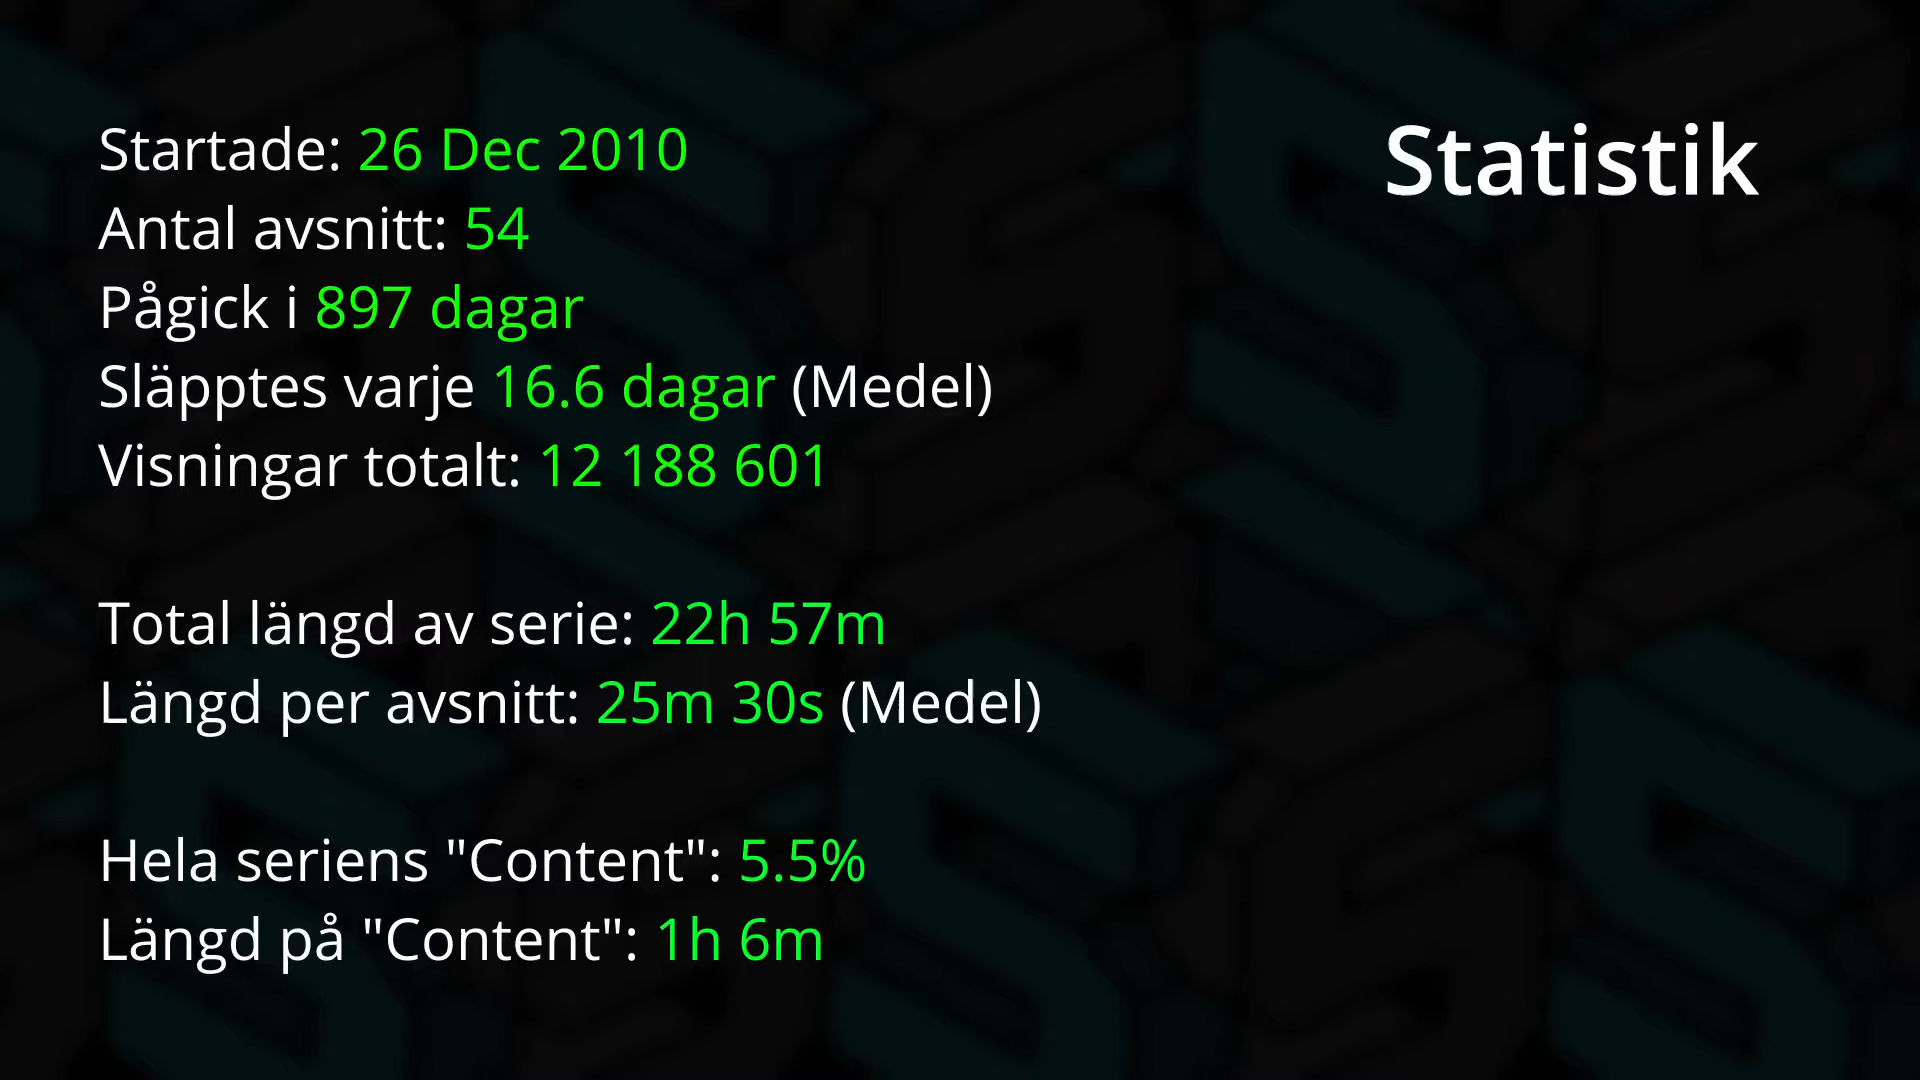 Statistik
Startade: 26 Dec 2010
Antal avsnitt: 54
Pågick i 897 dagar
Släpptes varje 16.6 dagar (Medel)
Visningar totalt: 12 188 601
Total längd av serie: 22h 57m
Längd per avsnitt: 25m 30s (Medel)
Hela seriens "Content": 5.5%
Längd på "Content": 1h 6m